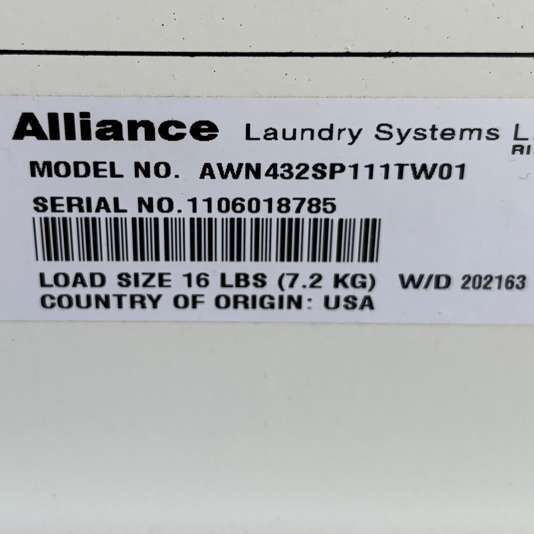 Alliance Laundry Systems L
RI
MODEL NO. AWN432SP111TW01
SERIAL NO.1106018785
LOAD SIZE 16 LBS (7.2 KG) W/D 202163
COUNTRY OF ORIGIN: USA